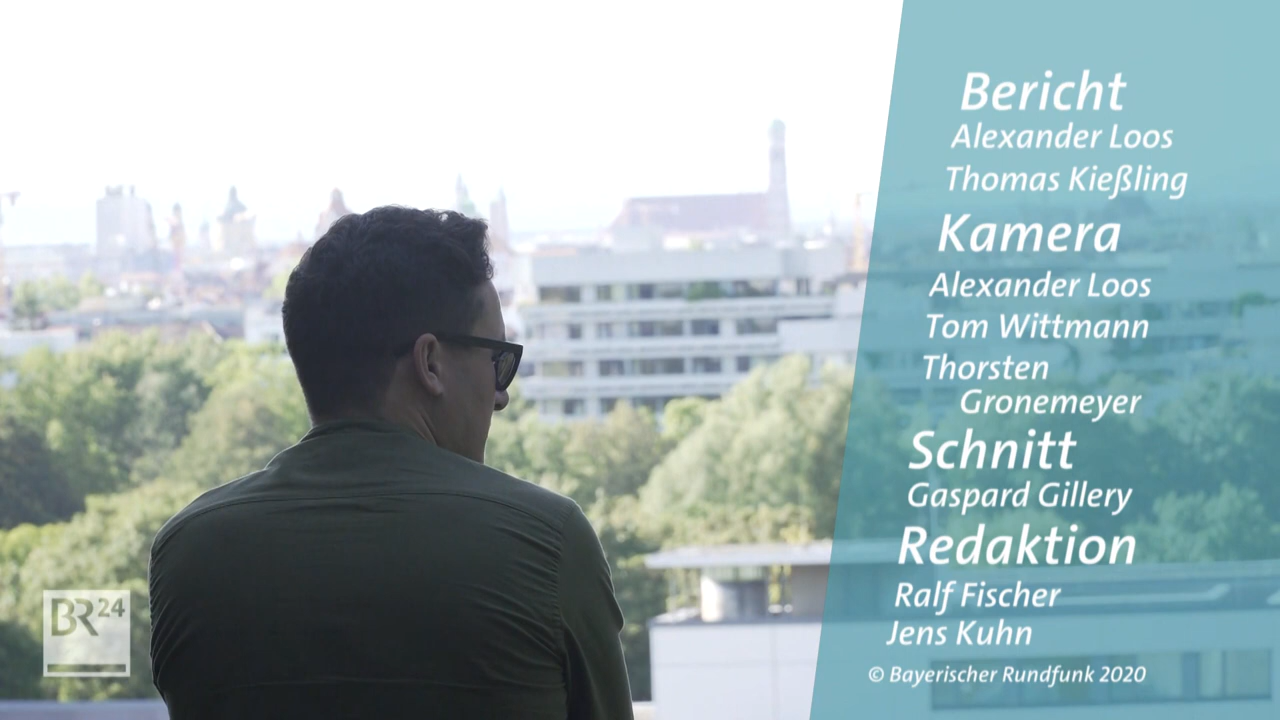 Bericht
Alexander Loos
Thomas Kießling
Kamera
Alexander Loos
Tom Wittmann
Thorsten
Gronemeyer
Schnitt
Gaspard Gillery
Redaktion
Ralf Fischer
Jens Kuhn
© Bayerischer Rundfunk 2020
BR24